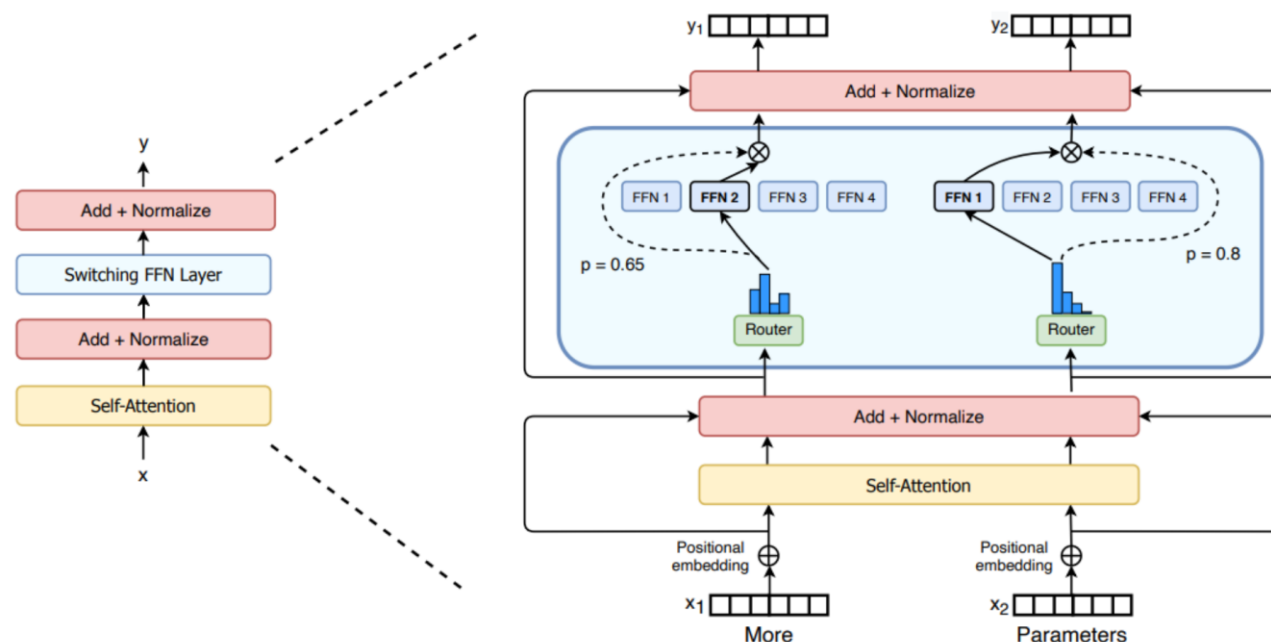 y
Add + Normalize
Switching FFN Layer
Add + Normalize
Self-Attention
x
y1 y2
Add + Normalize
FFN 1 FFN 2 FFN 3 FFN 4 FFN 1 FFN 2 FFN 3 FFN 4
p = 0.65 p = 0.8
Router Router
Add + Normalize
Self-Attention
Positional embedding Positional embedding
x1 x2
More Parameters